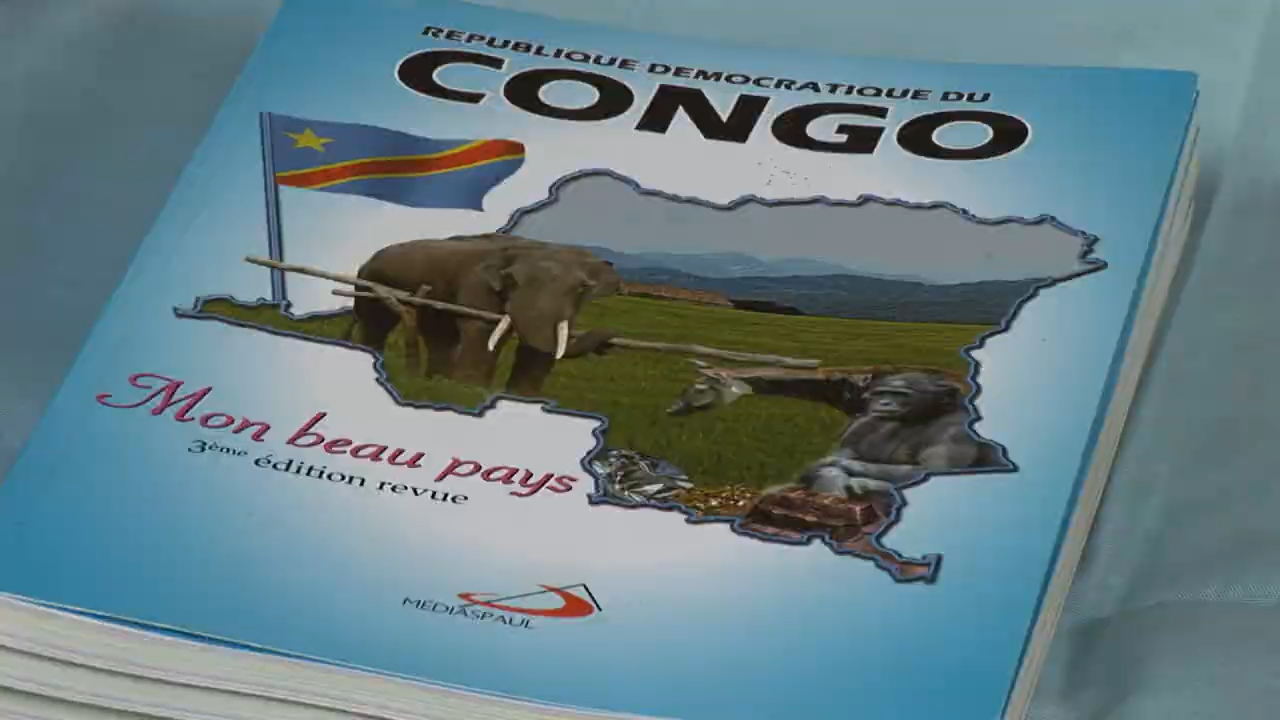 REPUBLIQUE DEMOCRATIQUE DU
CONGO
Mon beau pays
3ème édition revue
MEDIASPAUL